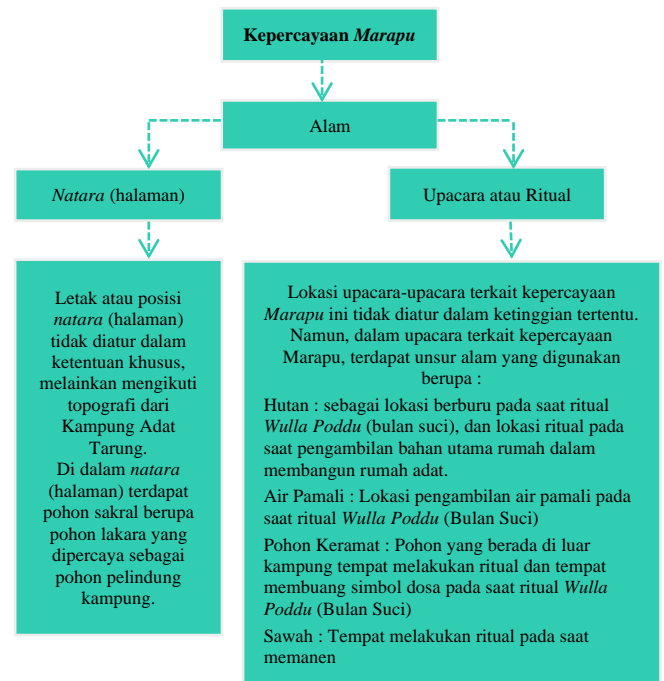 Kepercayaan Marapu
Alam
Natara (halaman)
Upacara atau Ritual
Letak atau posisi
natara (halaman)
tidak diatur dalam
ketentuan khusus,
melainkan mengikuti
topografi dari
Kampung Adat
Tarung.
Di dalam natara
(halaman) terdapat
pohon sakral berupa
pohon lakara yang
dipercaya sebagai
pohon pelindung
kampung.
Lokasi upacara-upacara terkait kepercayaan
Marapu ini tidak diatur dalam ketinggian tertentu.
Namun, dalam upacara terkait kepercayaan
Marapu, terdapat unsur alam yang digunakan
berupa :
Hutan : sebagai lokasi berburu pada saat ritual
Wulla Poddu (bulan suci), dan lokasi ritual pada
saat pengambilan bahan utama rumah dalam
membangun rumah adat.
Air Pamali : Lokasi pengambilan air pamali pada
saat ritual Wulla Poddu (Bulan Suci)
Pohon Keramat : Pohon yang berada di luar
kampung tempat melakukan ritual dan tempat
membuang simbol dosa pada saat ritual Wulla
Poddu (Bulan Suci)
Sawah : Tempat melakukan ritual pada saat
memanen